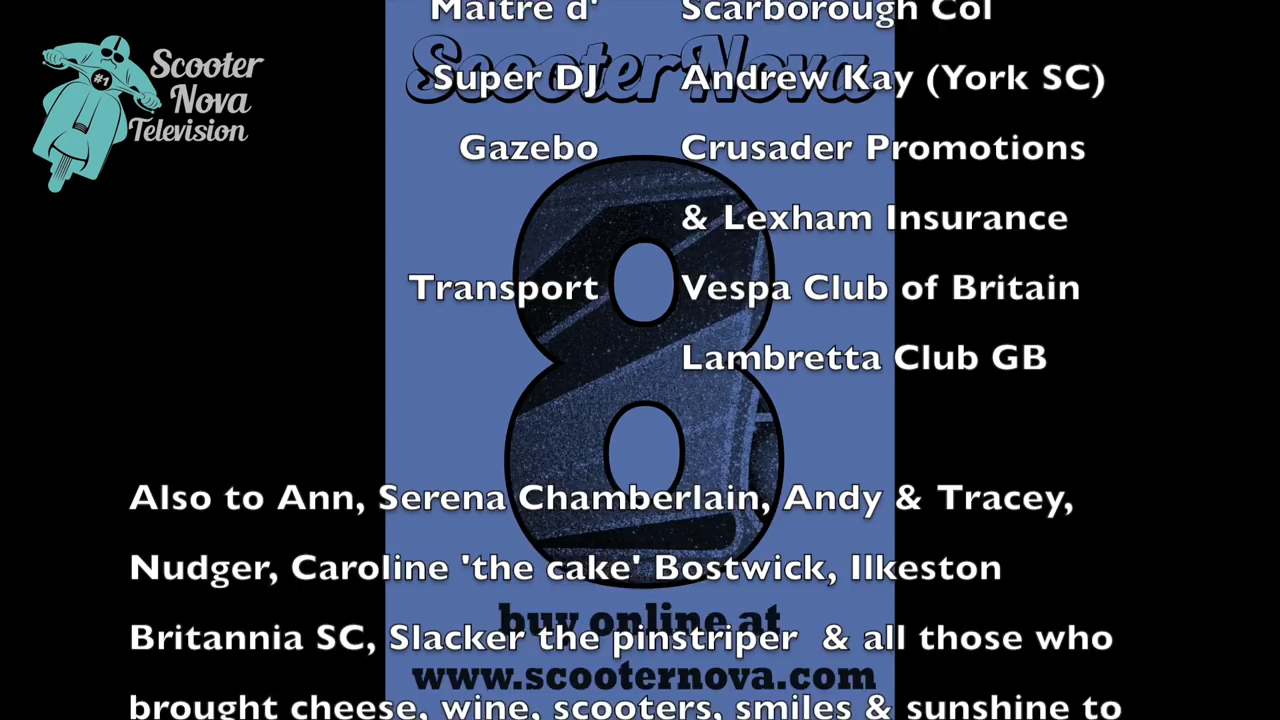 Maitre d' Scarborough Col
#1 Scooter Nova Television
ScooterNova
Super DJ Andrew Kay (York SC)
Gazebo Crusader Promotions
& Lexham Insurance
Transport Vespa Club of Britain
Lambretta Club GB
8
Also to Ann, Serena Chamberlain, Andy & Tracey,
Nudger, Caroline 'the cake' Bostwick, Ilkeston
buy online at
Britannia SC, Slacker the pinstriper & all those who
www.scooternova.com
brought cheese, wine, scooters, smiles & sunshine to